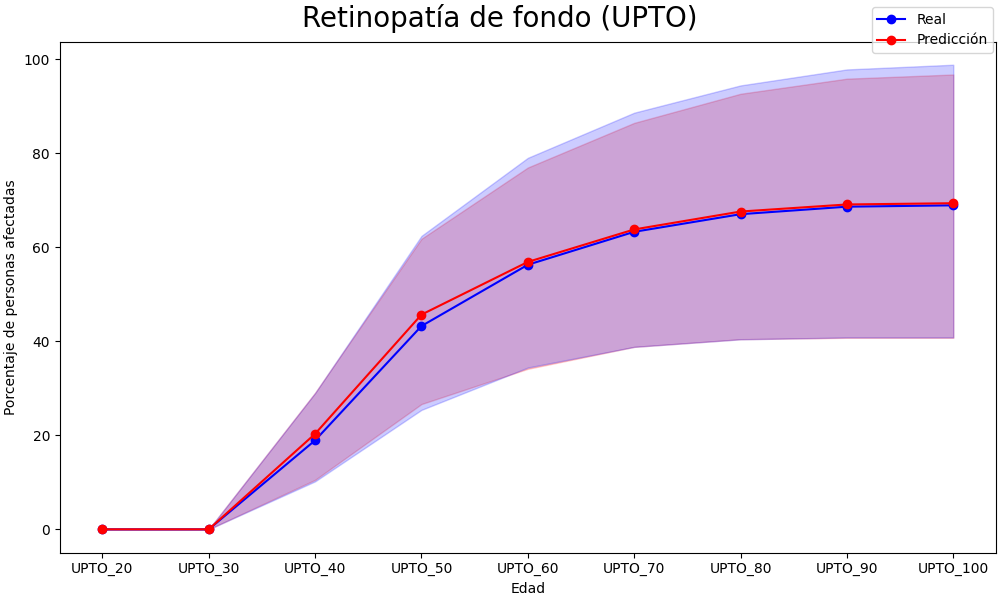 Retinopatía de fondo (UPTO)
Real
Predicción
Porcentaje de personas afectadas
100
80
60
40
20
0
UPTO_20 UPTO_30 UPTO_40 UPTO_50 UPTO_60 UPTO_70 UPTO_80 UPTO_90 UPTO_100
Edad